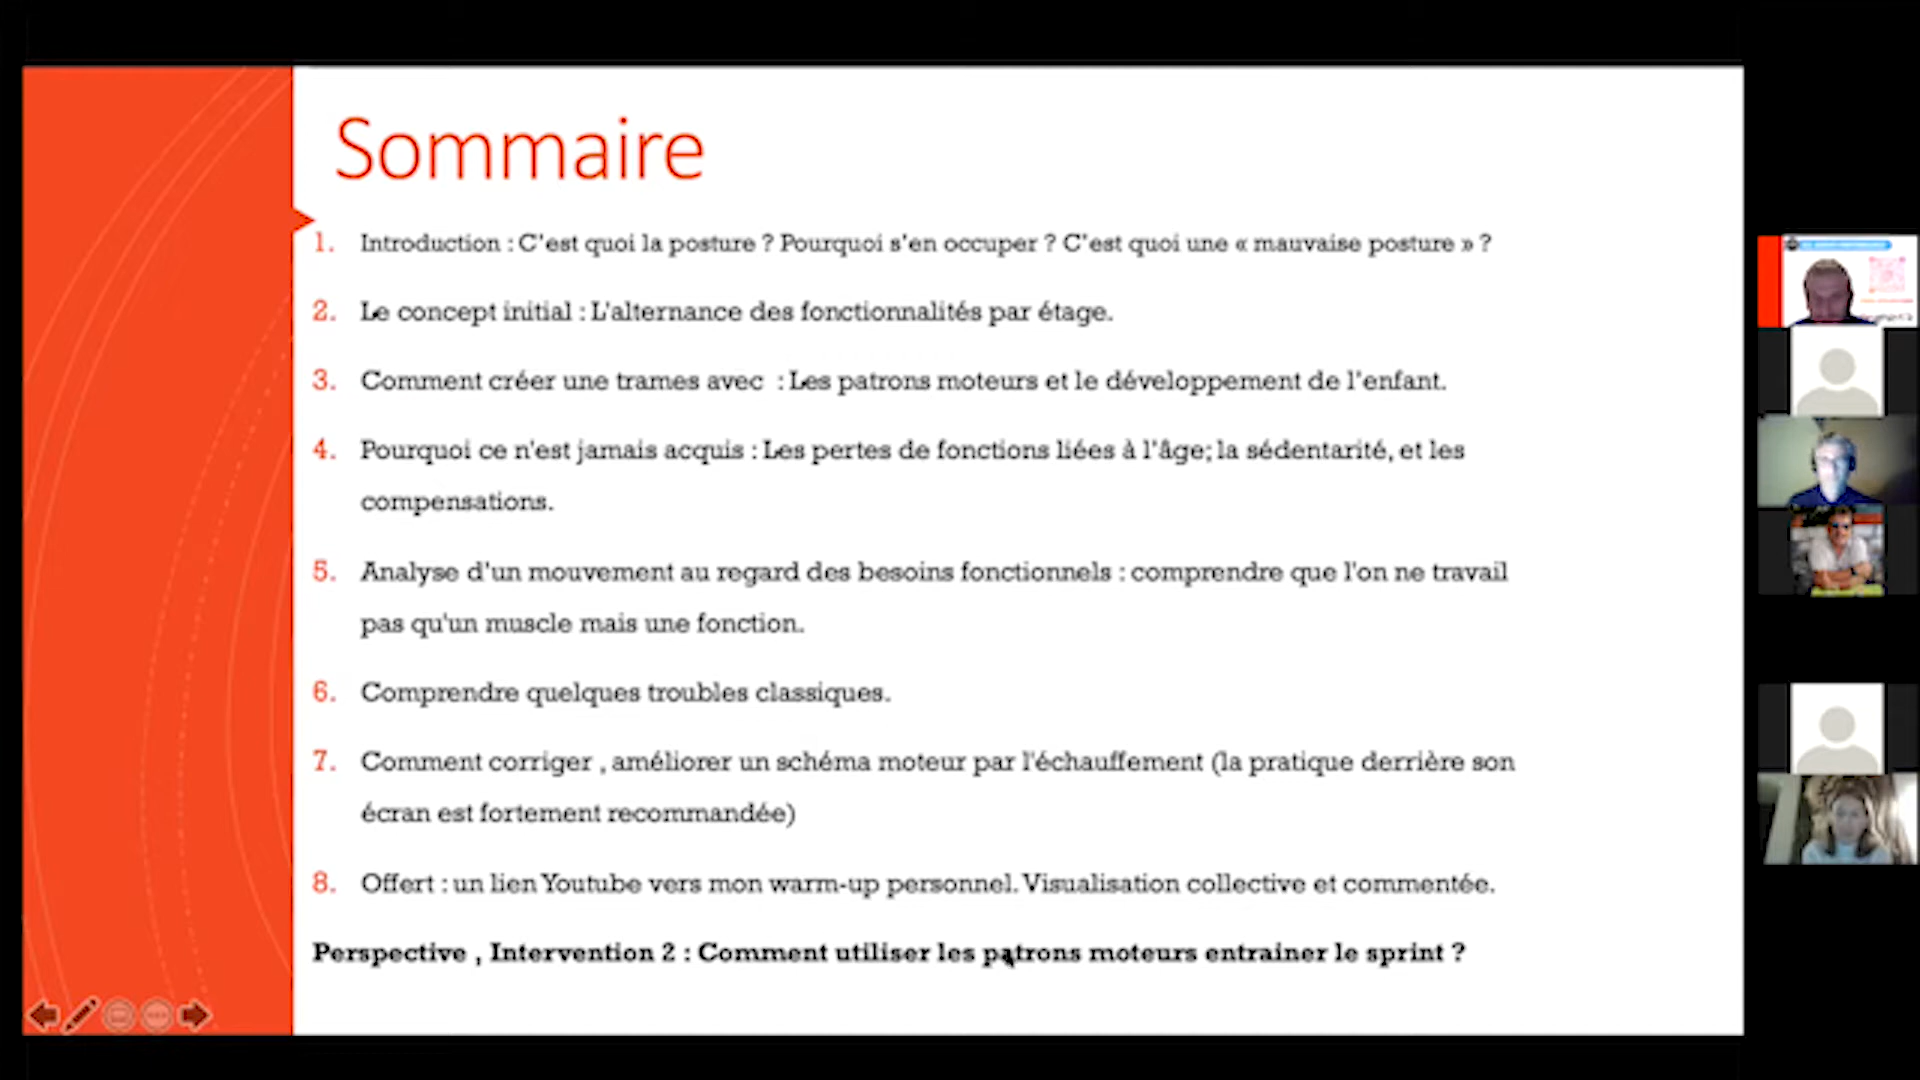 Sommaire
1. Introduction : C'est quoi la posture ? Pourquoi s'en occuper ? C'est quoi une « mauvaise posture » ?
2. Le concept initial : L'alternance des fonctionnalités par étage.
3. Comment créer une trames avec : Les patrons moteurs et le développement de l'enfant.
4. Pourquoi ce n'est jamais acquis : Les pertes de fonctions liées à l'âge; la sédentarité, et les
compensations.
5. Analyse d'un mouvement au regard des besoins fonctionnels : comprendre que l'on ne travail
pas qu'un muscle mais une fonction.
6. Comprendre quelques troubles classiques.
7. Comment corriger , améliorer un schéma moteur par l'échauffement (la pratique derrière son
écran est fortement recommandée)
8. Offert : un lien Youtube vers mon warm-up personnel. Visualisation collective et commentée.
Perspective , Intervention 2 : Comment utiliser les patrons moteurs entrainer le sprint ?